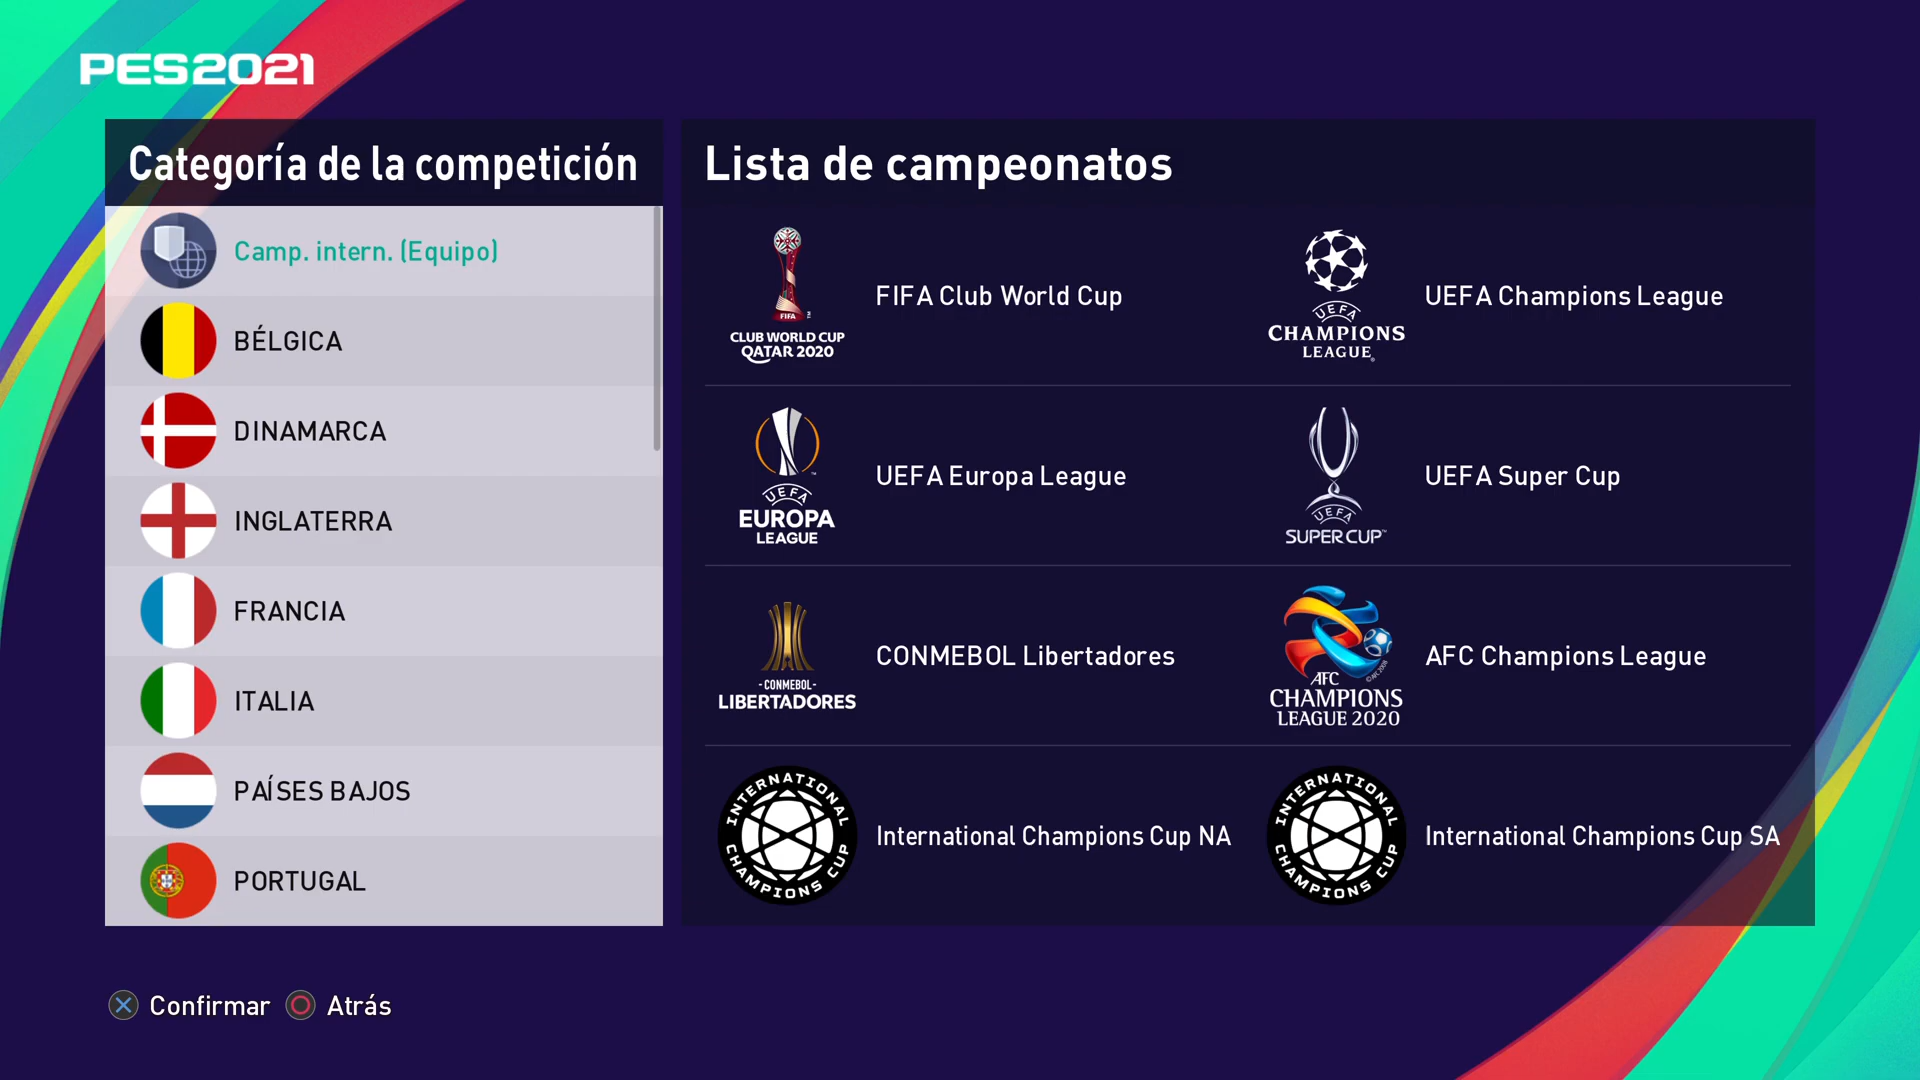 PES2021
Categoría de la competición
Camp. intern. (Equipo)
BÉLGICA
DINAMARCA
INGLATERRA
FRANCIA
ITALIA
PAÍSES BAJOS
PORTUGAL
Lista de campeonatos
FIFA
CLUB WORLD CUP
QATAR 2020
FIFA Club World Cup
UEFA
CHAMPIONS
LEAGUE
UEFA Champions League
UEFA
EUROPA
LEAGUE
UEFA Europa League
UEFA
SUPER CUP™
UEFA Super Cup
-CONMEBOL-
LIBERTADORES
CONMEBOL Libertadores
©AFC 2008
AFC
CHAMPIONS
LEAGUE 2020
AFC Champions League
INTERNATIONAL
CHAMPIONS CUP
International Champions Cup NA
INTERNATIONAL
CHAMPIONS CUP
International Champions Cup SA
Confirmar
Atrás